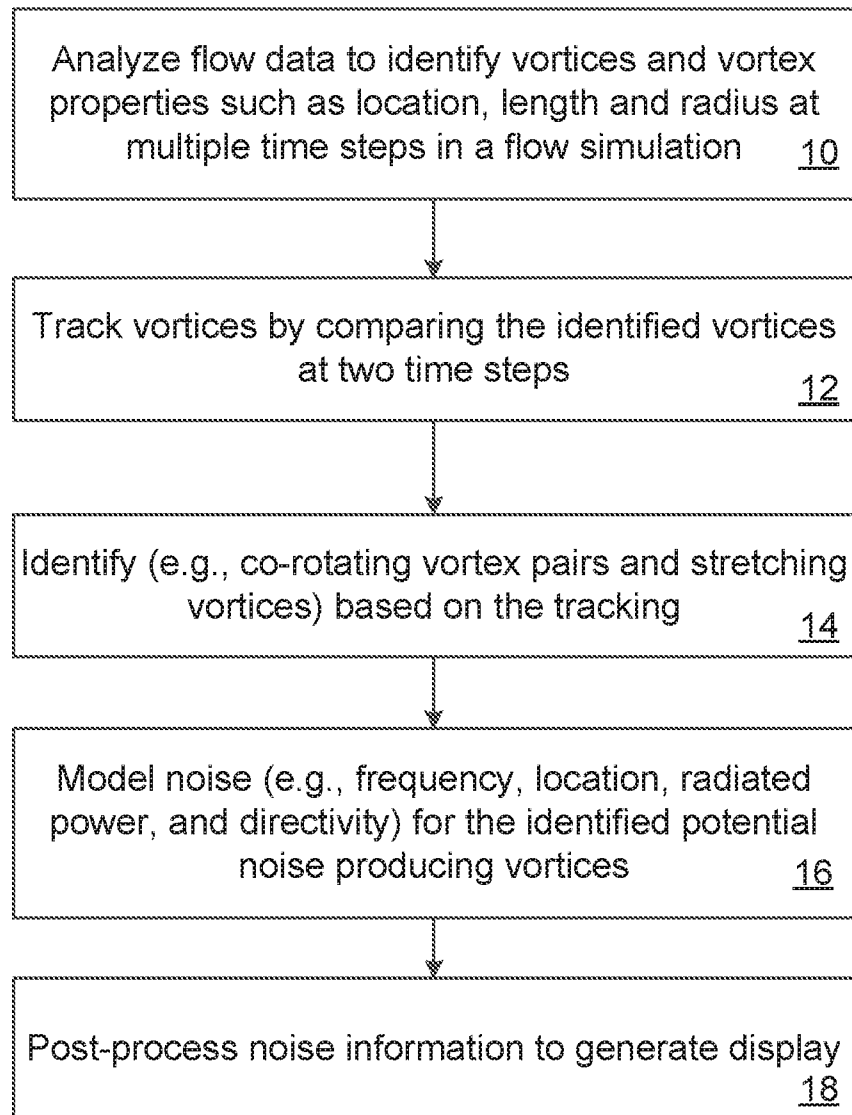 Analyze flow data to identify vortices and vortex
properties such as location, length and radius at
multiple time steps in a flow simulation
10
Track vortices by comparing the identified vortices
at two time steps
12
Identify (e.g., co-rotating vortex pairs and stretching
vortices) based on the tracking
14
Model noise (e.g., frequency, location, radiated
power, and directivity) for the identified potential
noise producing vortices
16
Post-process noise information to generate display
18